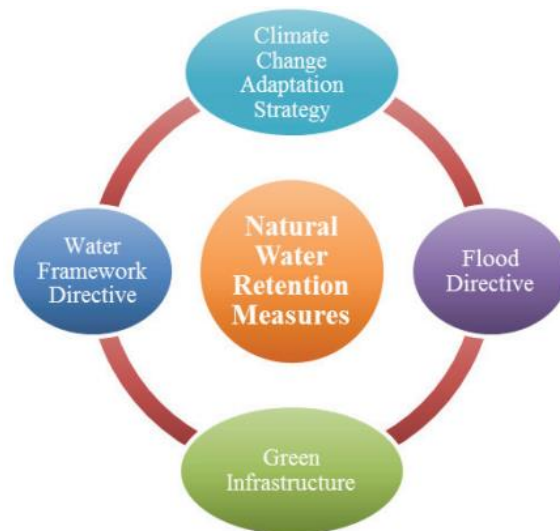 Climate
Change
Adaptation
Strategy
Natural
Water
Retention
Measures
Water
Framework
Directive
Flood
Directive
Green
Infrastructure